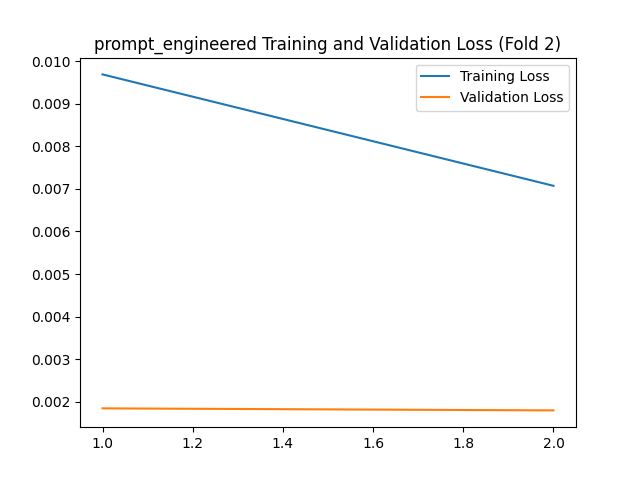 prompt_engineered Training and Validation Loss (Fold 2)
Training Loss
Validation Loss
0.010
0.009
0.008
0.007
0.006
0.005
0.004
0.003
0.002
1.0 1.2 1.4 1.6 1.8 2.0